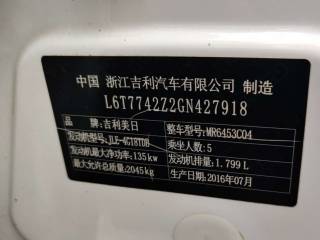 中国 浙江吉利汽车有限公司 制造
L6T7742Z2GN427918
品 牌:吉利美日 整车型号:MR6453C04
发动机型号:JLE-4G18TDB 乘坐人数:5
发动机最大净功率:135kw 发动机排量:1.799L
最大允许总质量:2045kg 生产日期:2016年07月